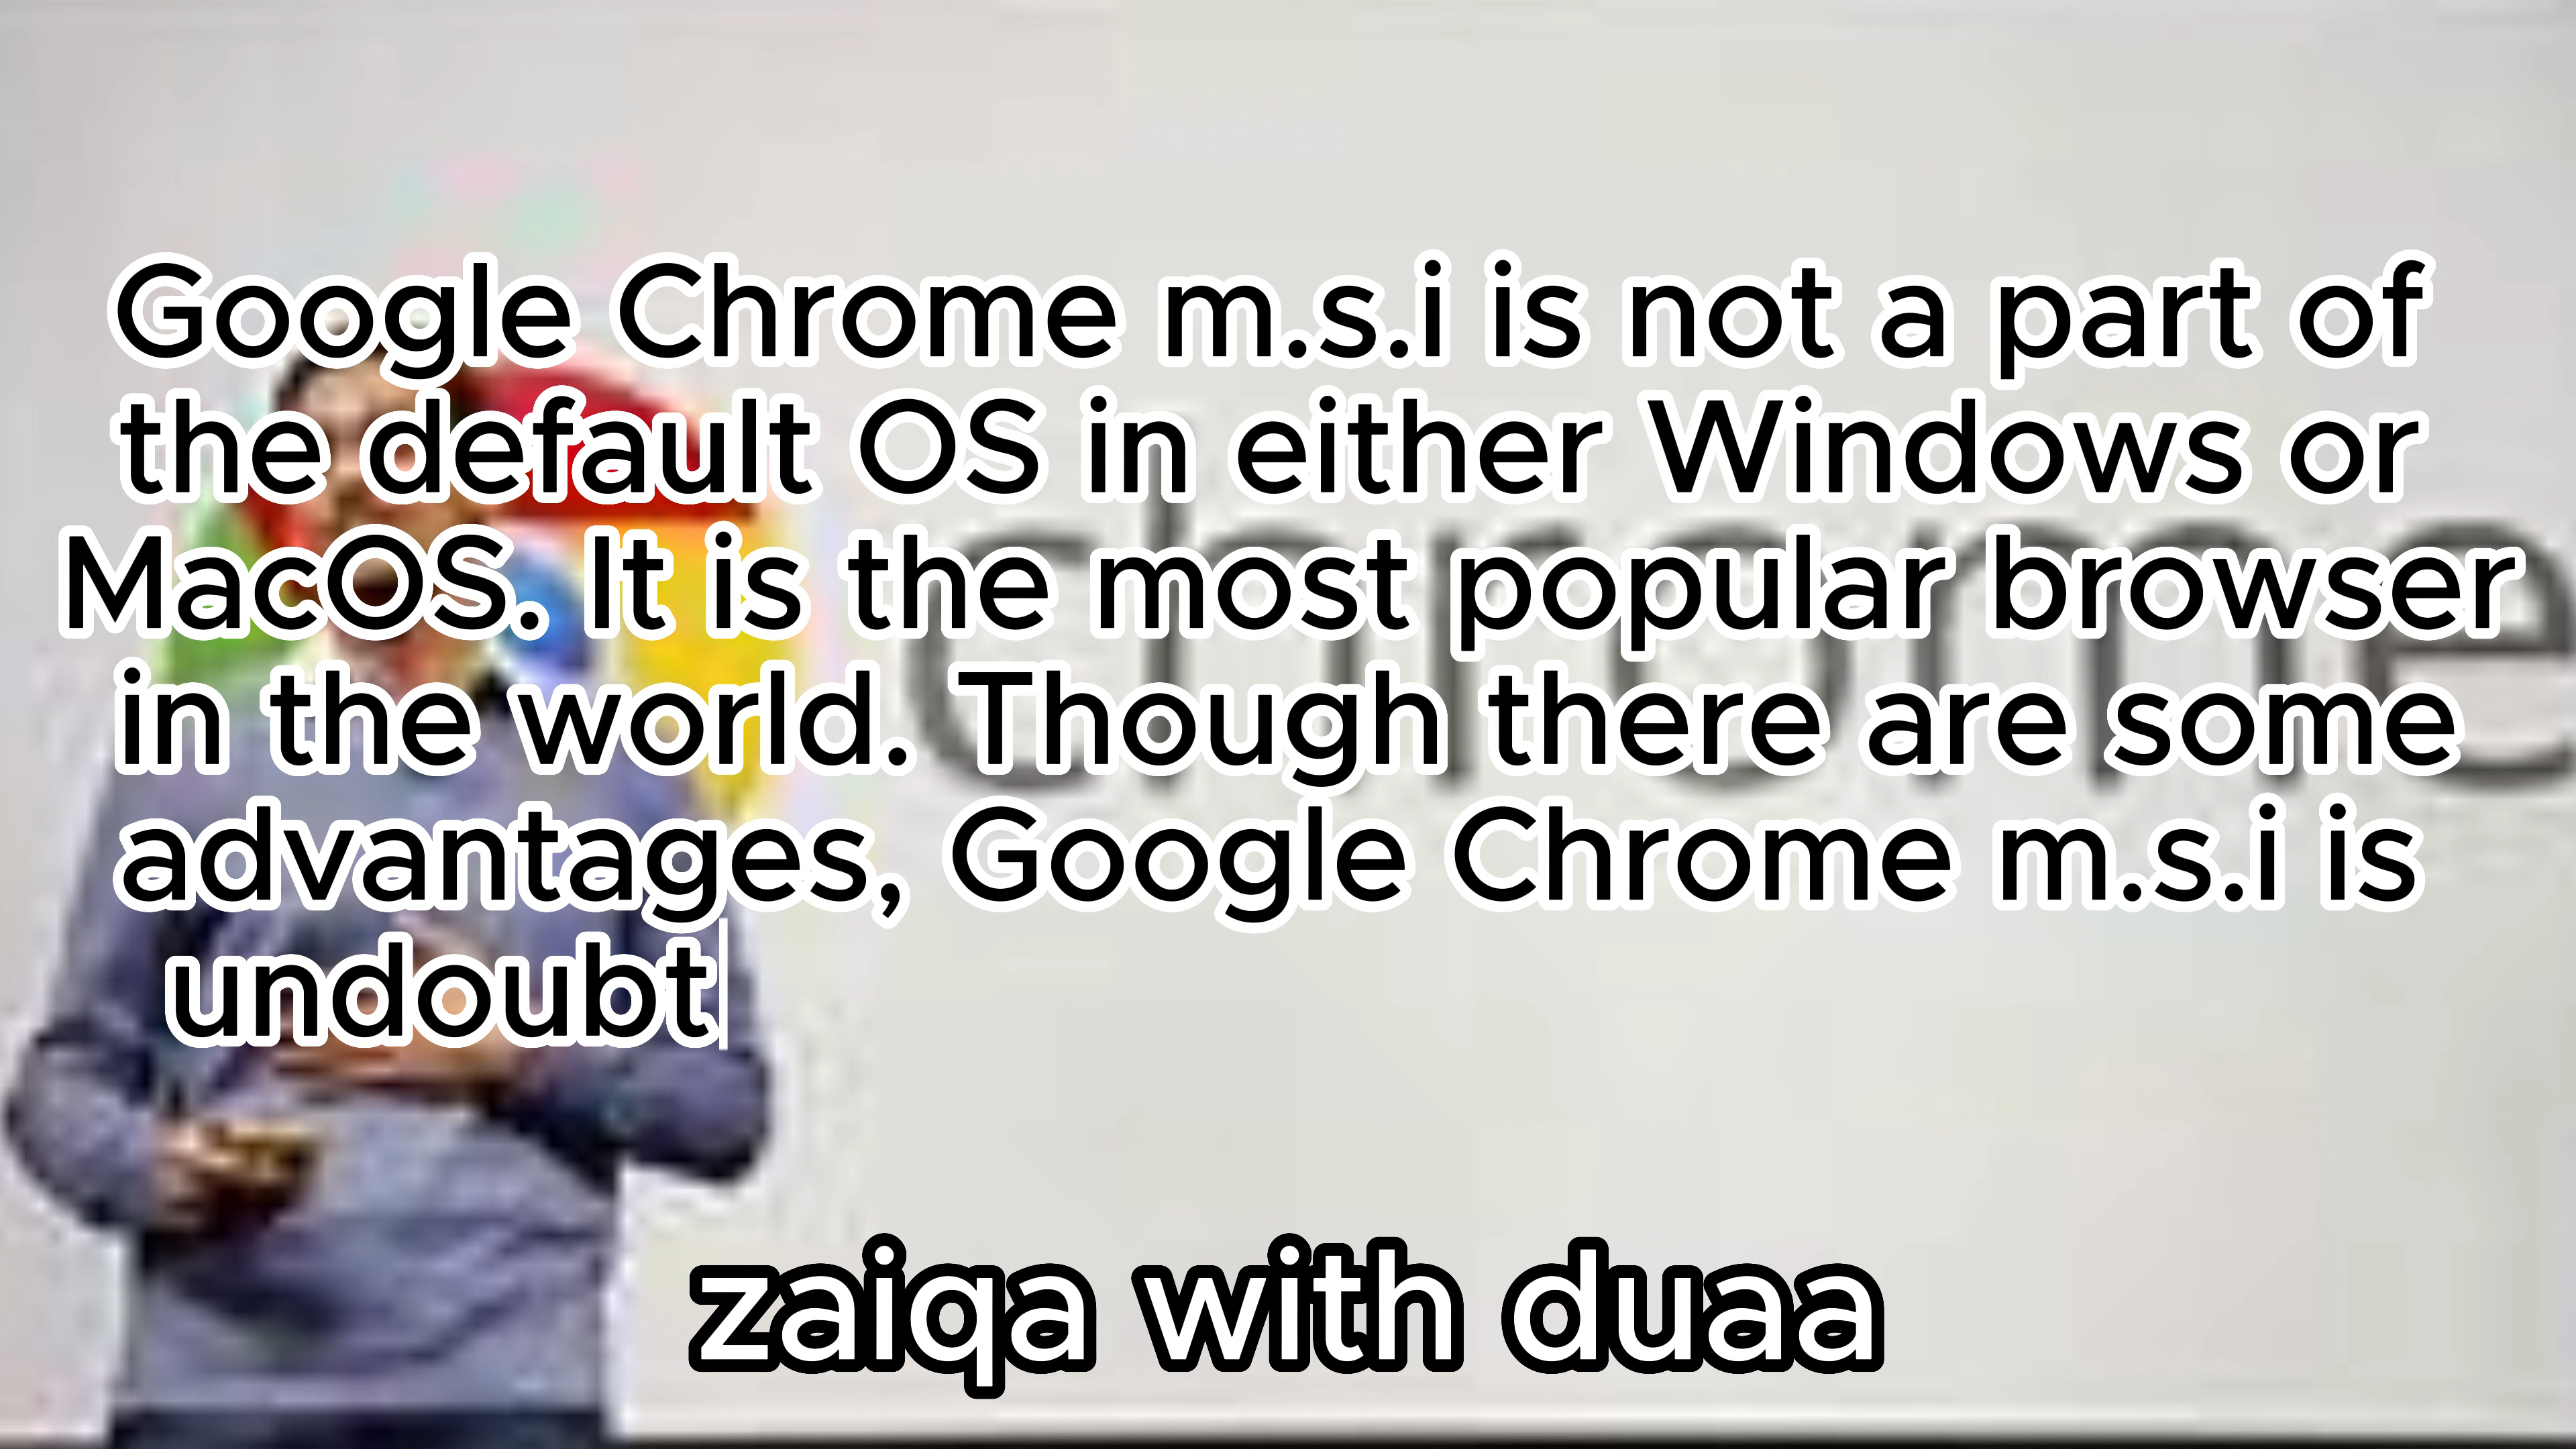 Google Chrome m.s.i is not a part of
the default OS in either Windows or
MacOS. It is the most popular browser
in the world. Though there are some
advantages, Google Chrome m.s.i is
undoubt
chrome
zaiqa with duaa